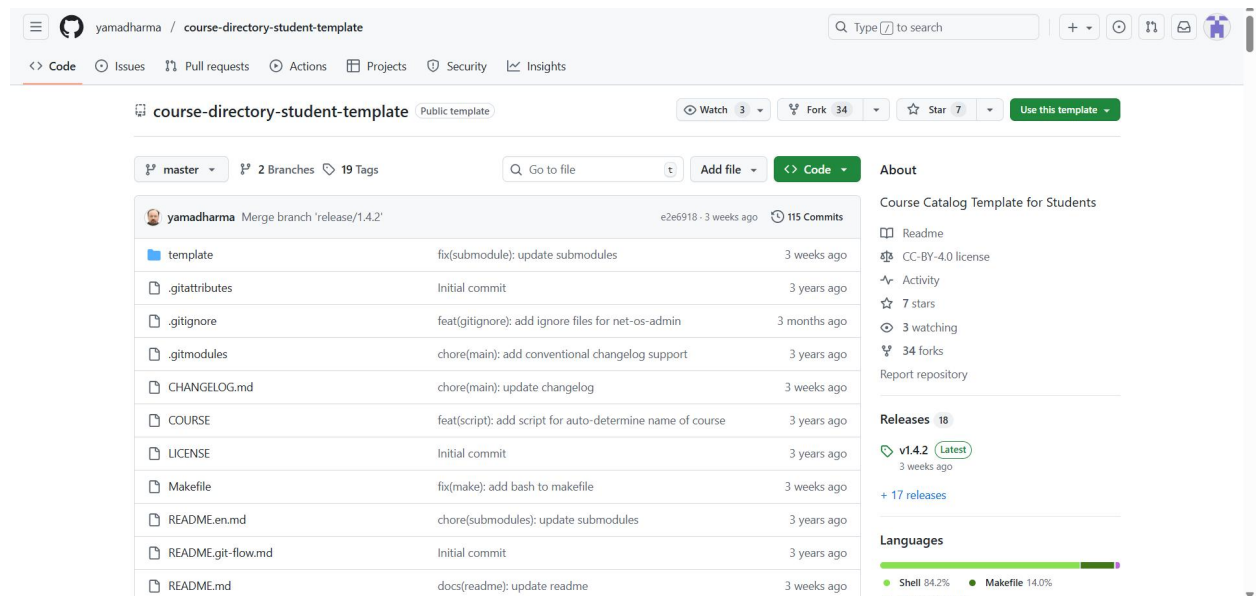 yamadharma / course-directory-student-template
Type / to search
Code Issues Pull requests Actions Projects Security Insights
course-directory-student-template Public template
Watch 3 Fork 34 Star 7 Use this template
master 2 Branches 19 Tags Go to file t Add file Code
yamadharma Merge branch 'release/1.4.2' e2e6918 · 3 weeks ago 115 Commits
template fix(submodule): update submodules 3 weeks ago
.gitattributes Initial commit 3 years ago
.gitignore feat(gitignore): add ignore files for net-os-admin 3 months ago
.gitmodules chore(main): add conventional changelog support 3 years ago
CHANGELOG.md chore(main): update changelog 3 weeks ago
COURSE feat(script): add script for auto-determine name of course 3 years ago
LICENSE Initial commit 3 years ago
Makefile fix(make): add bash to makefile 3 weeks ago
README.en.md chore(submodules): update submodules 3 years ago
README.git-flow.md Initial commit 3 years ago
README.md docs(readme): update readme 3 weeks ago
About
Course Catalog Template for Students
Readme
CC-BY-4.0 license
Activity
7 stars
3 watching
34 forks
Report repository
Releases 18
v1.4.2 Latest
3 weeks ago
+ 17 releases
Languages
Shell 84.2% Makefile 14.0%